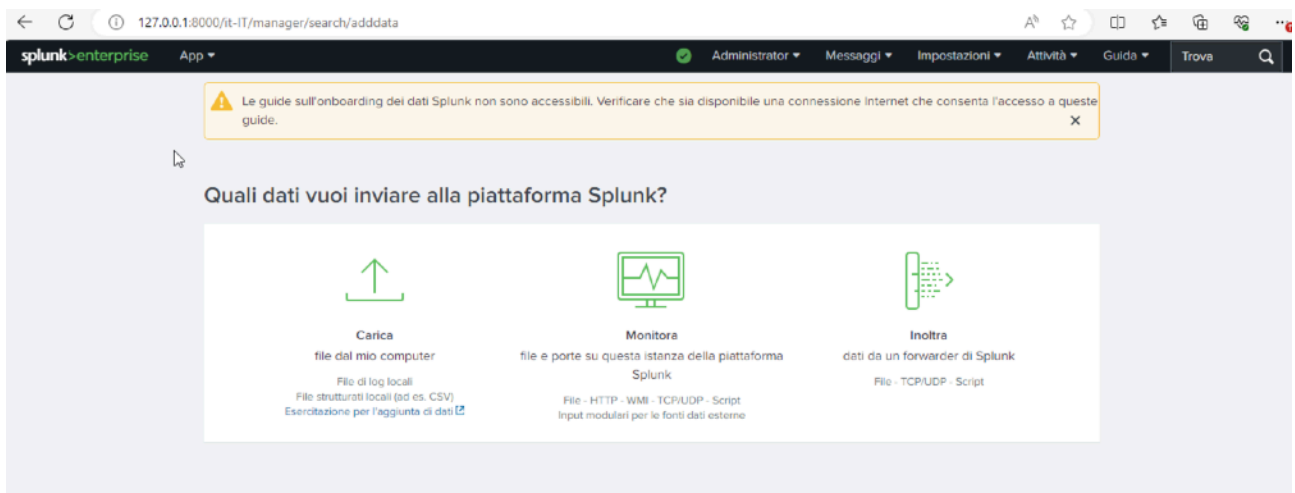 127.0.0.1:8000/it-IT/manager/search/adddata
splunk>enterprise App Administrator Messaggi Impostazioni Attività Guida Trova
Le guide sull'onboarding dei dati Splunk non sono accessibili. Verificare che sia disponibile una connessione Internet che consenta l'accesso a queste
guide.
Quali dati vuoi inviare alla piattaforma Splunk?
Carica
file dal mio computer
File di log locali
File strutturati locali (ad es. CSV)
Esercitazione per l'aggiunta di dati
Monitora
file e porte su questa istanza della piattaforma
Splunk
File - HTTP - WMI - TCP/UDP - Script
Input modulari per le fonti dati esterne
Inoltra
dati da un forwarder di Splunk
File - TCP/UDP - Script